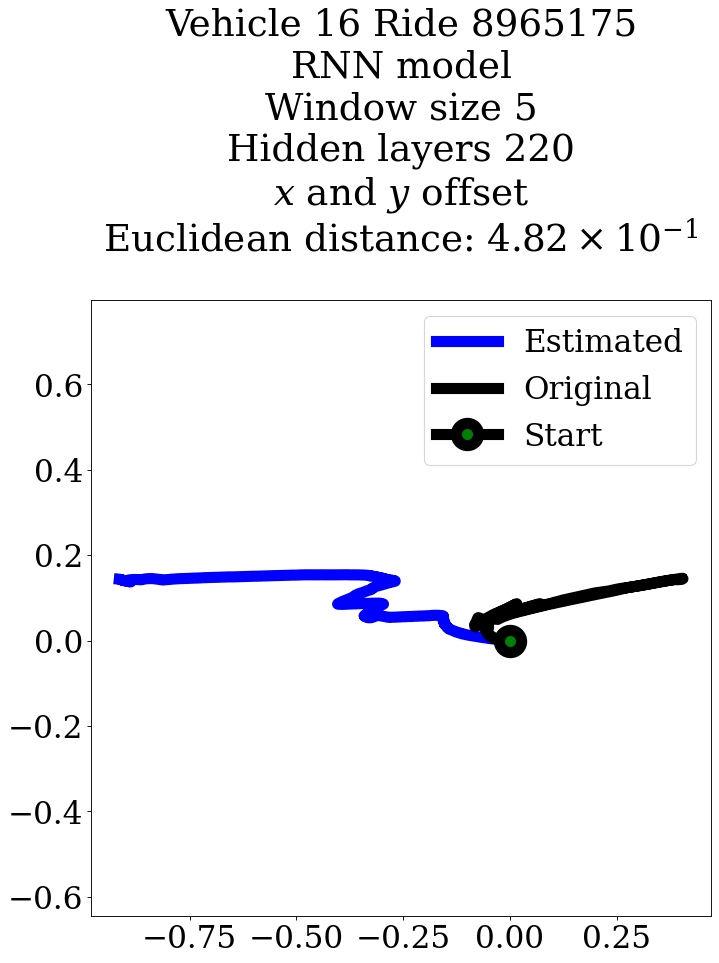 Vehicle 16 Ride 8965175
RNN model
Window size 5
Hidden layers 220
x and y offset
Euclidean distance: 4.82 × 10⁻¹
Estimated
Original
Start
0.6
0.4
0.2
0.0
−0.2
−0.4
−0.6
−0.75 −0.50 −0.25 0.00 0.25